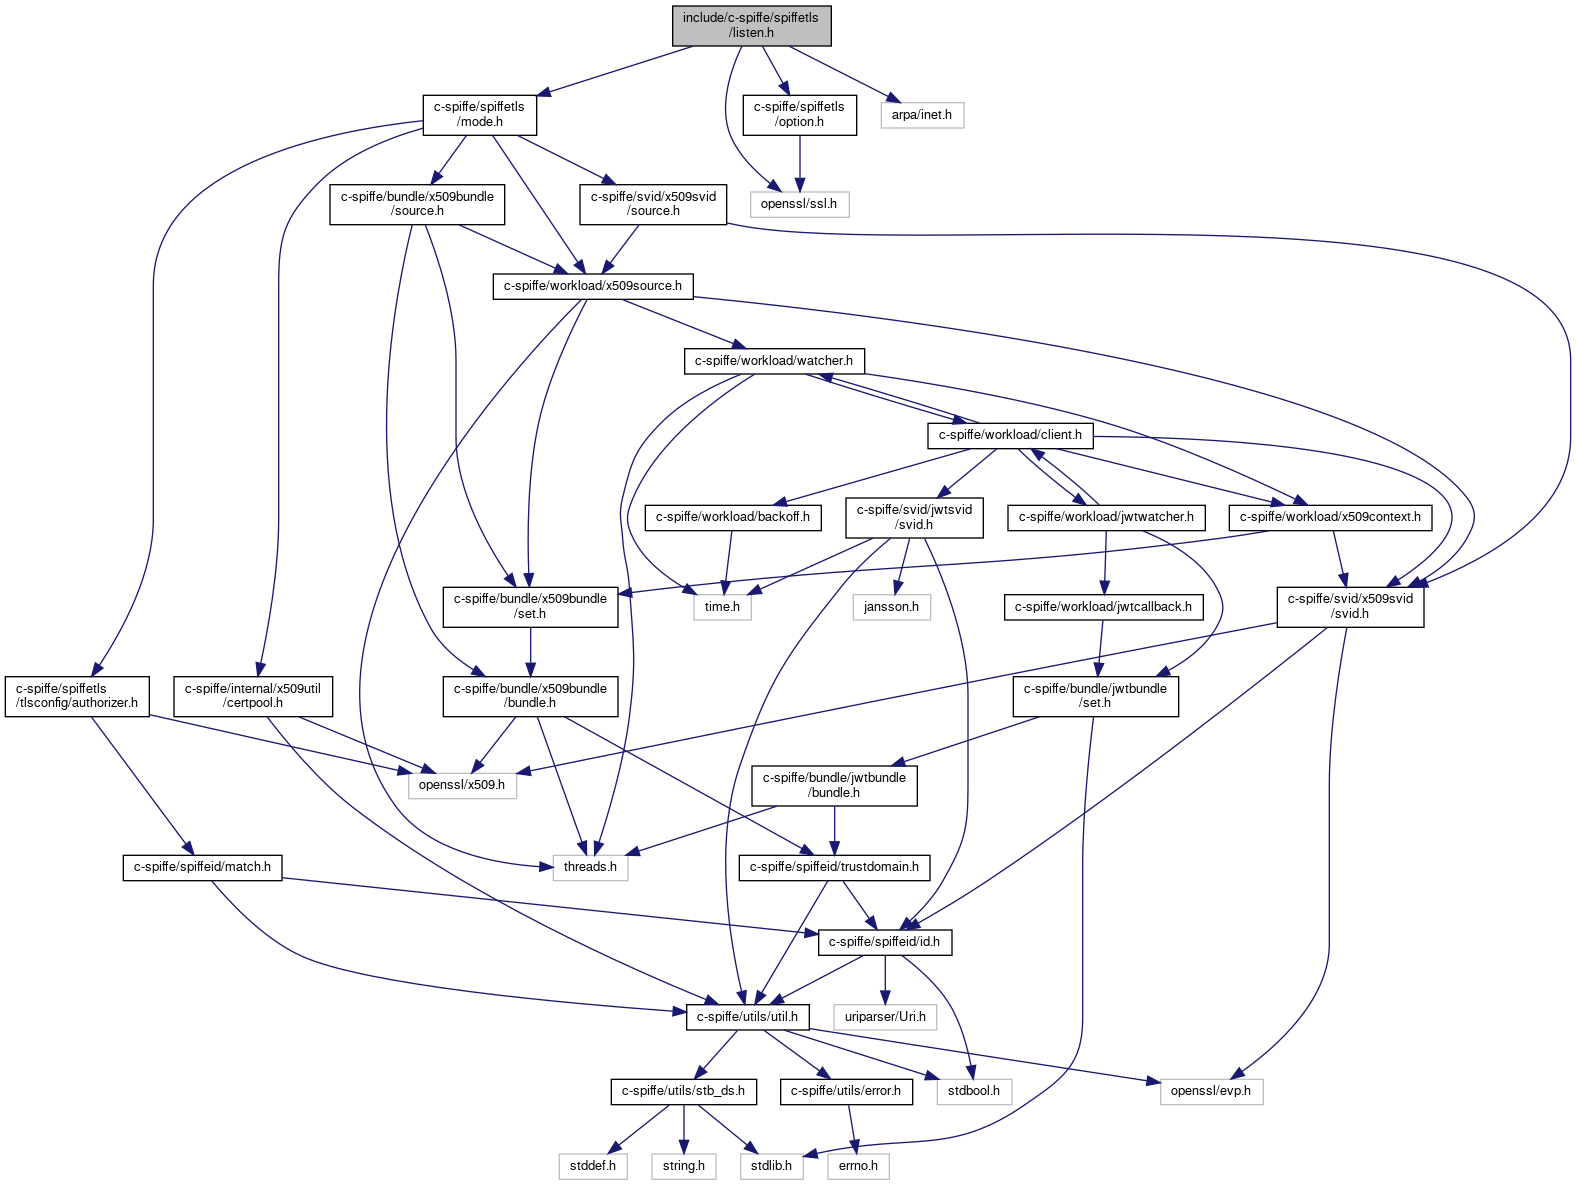 include/c-spiffe/spiffetls
/listen.h
c-spiffe/spiffetls
/mode.h
c-spiffe/spiffetls
/option.h
arpa/inet.h
c-spiffe/bundle/x509bundle
/source.h
c-spiffe/svid/x509svid
/source.h
openssl/ssl.h
c-spiffe/workload/x509source.h
c-spiffe/workload/watcher.h
c-spiffe/workload/client.h
c-spiffe/workload/backoff.h
c-spiffe/svid/jwtsvid
/svid.h
c-spiffe/workload/jwtwatcher.h
c-spiffe/workload/x509context.h
c-spiffe/bundle/x509bundle
/set.h
time.h
jansson.h
c-spiffe/workload/jwtcallback.h
c-spiffe/svid/x509svid
/svid.h
c-spiffe/spiffetls
/tlsconfig/authorizer.h
c-spiffe/internal/x509util
/certpool.h
c-spiffe/bundle/x509bundle
/bundle.h
c-spiffe/bundle/jwtbundle
/set.h
openssl/x509.h
c-spiffe/bundle/jwtbundle
/bundle.h
c-spiffe/spiffeid/match.h
threads.h
c-spiffe/spiffeid/trustdomain.h
c-spiffe/spiffeid/id.h
c-spiffe/utils/util.h
uriparser/Uri.h
c-spiffe/utils/stb_ds.h
c-spiffe/utils/error.h
stdbool.h
openssl/evp.h
stddef.h
string.h
stdlib.h
errno.h